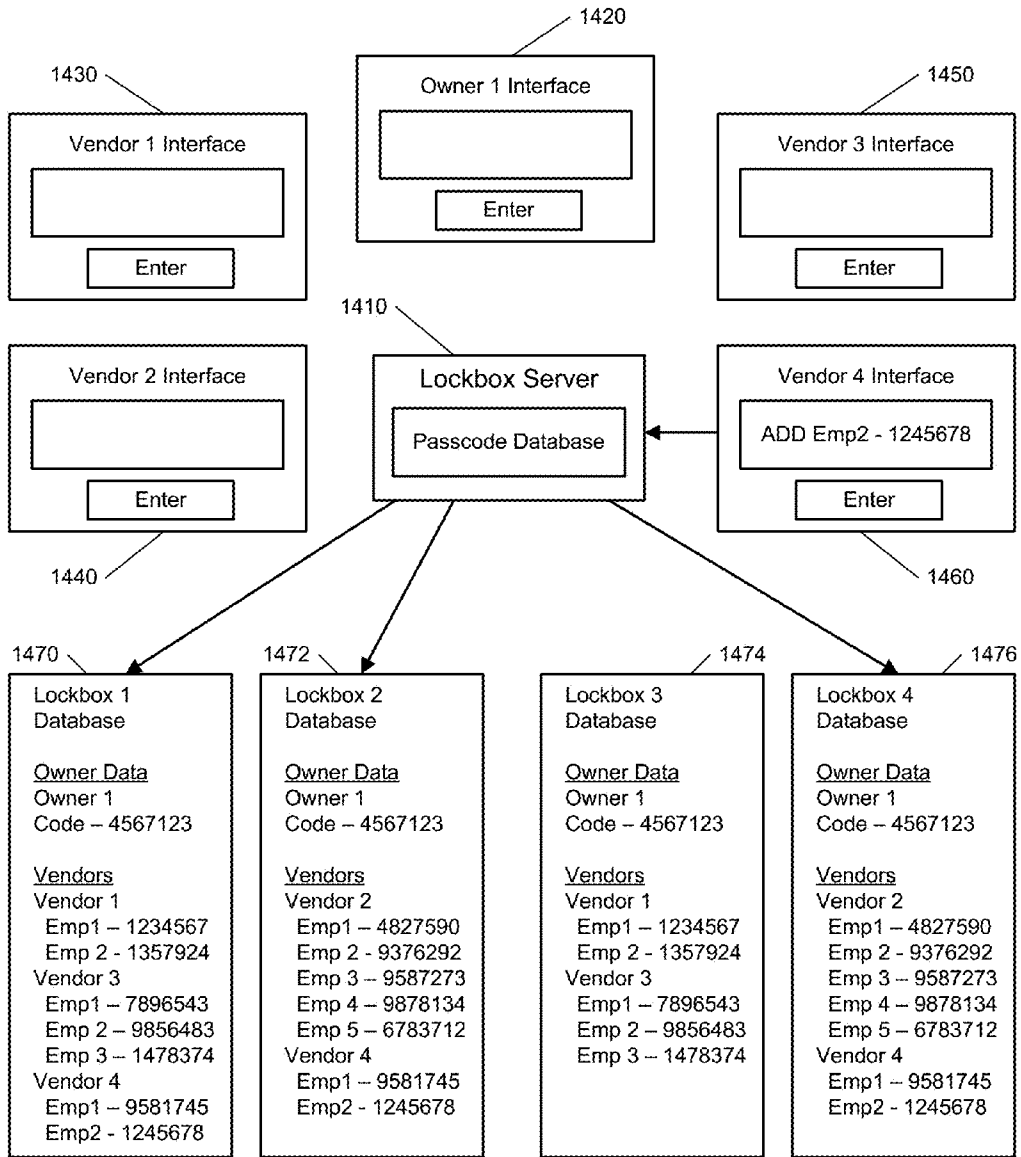 1420
Owner 1 Interface
Enter
1430
Vendor 1 Interface
Enter
1450
Vendor 3 Interface
Enter
1410
Lockbox Server
Passcode Database
Vendor 2 Interface
Enter
1440
Vendor 4 Interface
ADD Emp2 - 1245678
Enter
1460
1470
Lockbox 1
Database
Owner Data
Owner 1
Code – 4567123
Vendors
Vendor 1
Emp1 – 1234567
Emp 2 - 1357924
Vendor 3
Emp1 – 7896543
Emp 2 – 9856483
Emp 3 – 1478374
Vendor 4
Emp1 – 9581745
Emp2 - 1245678
1472
Lockbox 2
Database
Owner Data
Owner 1
Code – 4567123
Vendors
Vendor 2
Emp1 – 4827590
Emp 2 - 9376292
Emp 3 – 9587273
Emp 4 – 9878134
Emp 5 – 6783712
Vendor 4
Emp1 – 9581745
Emp2 - 1245678
1474
Lockbox 3
Database
Owner Data
Owner 1
Code – 4567123
Vendors
Vendor 1
Emp1 – 1234567
Emp 2 - 1357924
Vendor 3
Emp1 – 7896543
Emp 2 – 9856483
Emp 3 – 1478374
1476
Lockbox 4
Database
Owner Data
Owner 1
Code – 4567123
Vendors
Vendor 2
Emp1 – 4827590
Emp 2 - 9376292
Emp 3 – 9587273
Emp 4 – 9878134
Emp 5 – 6783712
Vendor 4
Emp1 – 9581745
Emp2 - 1245678